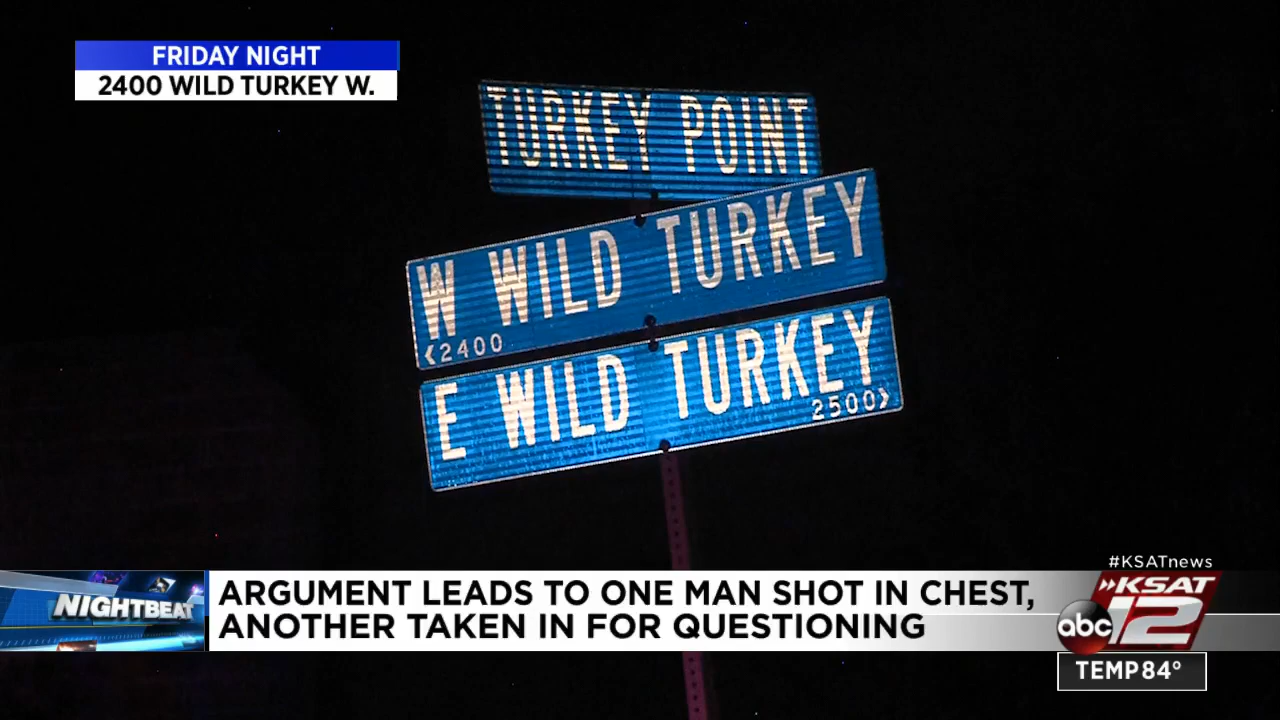 FRIDAY NIGHT
2400 WILD TURKEY W.
TURKEY POINT
W WILD TURKEY
<2400
E WILD TURKEY
2500>
#KSATnews
NIGHTBEAT
ARGUMENT LEADS TO ONE MAN SHOT IN CHEST,
ANOTHER TAKEN IN FOR QUESTIONING
KSAT
abc 12
TEMP 84°